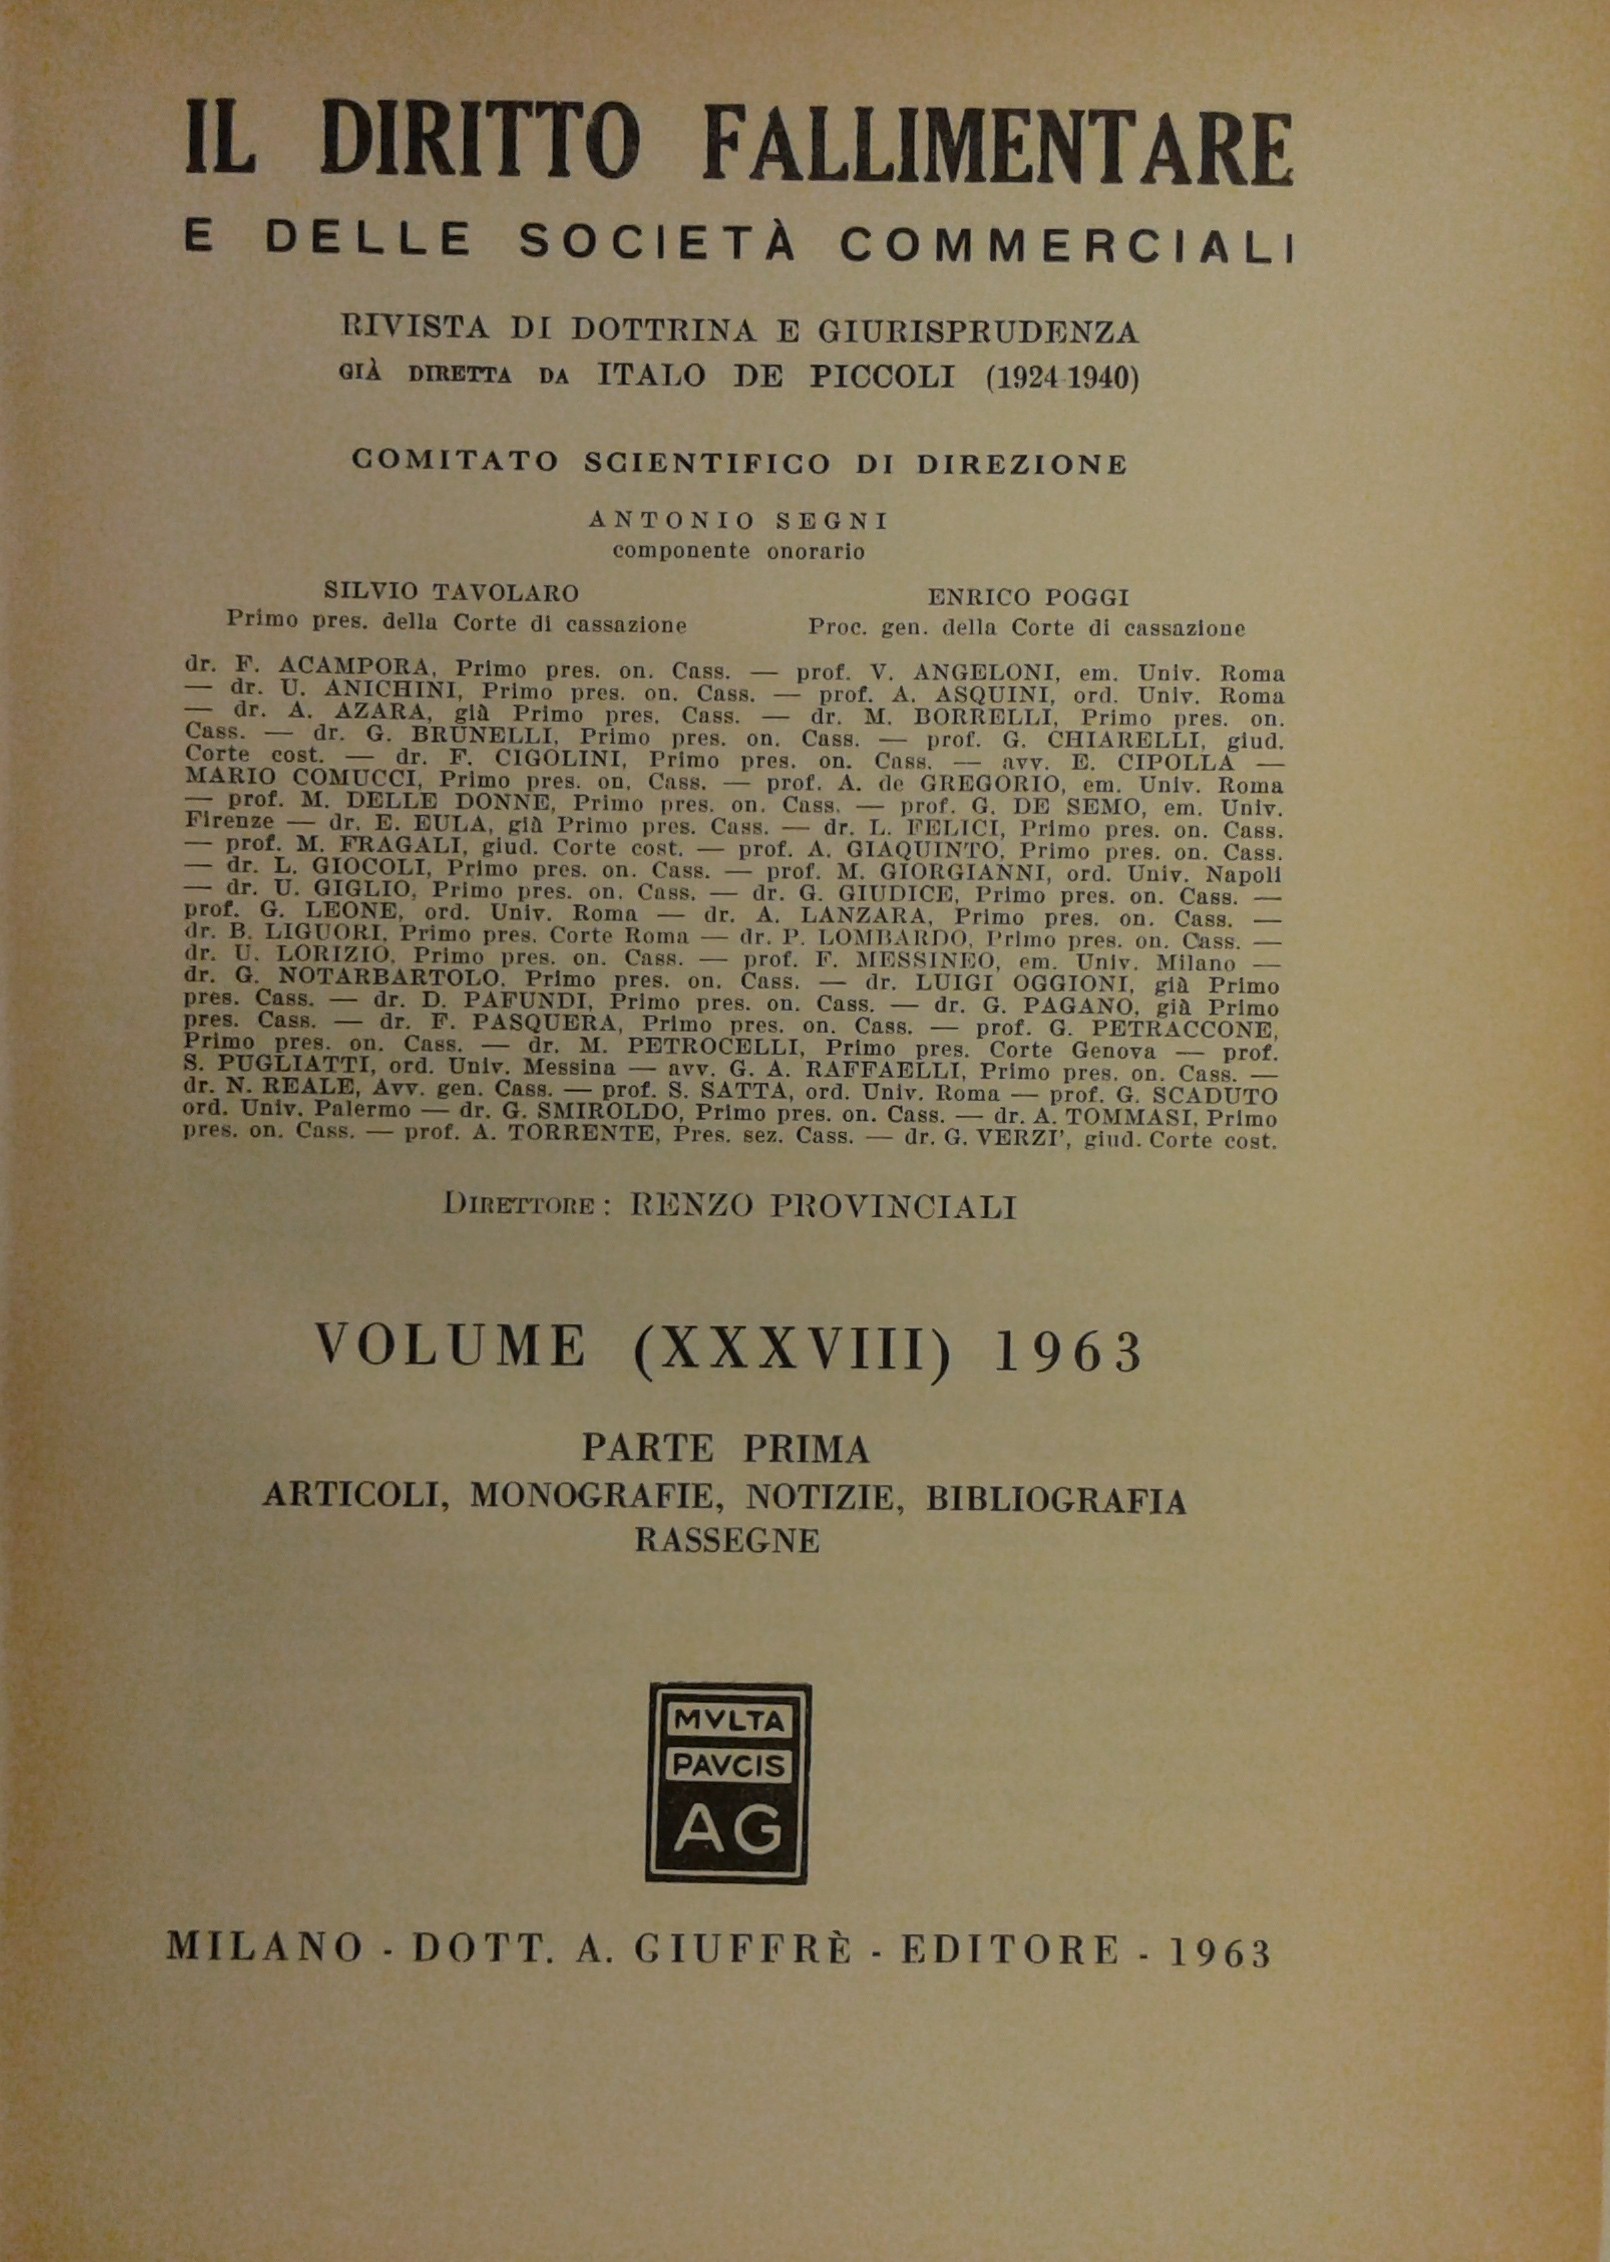 IL DIRITTO FALLIMENTARE
E DELLE SOCIETÀ COMMERCIALI
RIVISTA DI DOTTRINA E GIURISPRUDENZA
GIÀ DIRETTA DA ITALO DE PICCOLI (1924-1940)
COMITATO SCIENTIFICO DI DIREZIONE
ANTONIO SEGNI
componente onorario
SILVIO TAVOLARO
Primo pres. della Corte di cassazione
ENRICO POGGI
Proc. gen. della Corte di cassazione
dr. F. ACAMPORA, Primo pres. on. Cass. — prof. V. ANGELONI, em. Univ. Roma
— dr. U. ANICHINI, Primo pres. on. Cass. — prof. A. ASQUINI, ord. Univ. Roma
— dr. A. AZARA, già Primo pres. Cass. — dr. M. BORRELLI, Primo pres. on.
Cass. — dr. G. BRUNELLI, Primo pres. on. Cass. — prof. G. CHIARELLI, giud.
Corte cost. — dr. F. CIGOLINI, Primo pres. on. Cass. — avv. E. CIPOLLA —
MARIO COMUCCI, Primo pres. on. Cass. — prof. A. de GREGORIO, em. Univ. Roma
— prof. M. DELLE DONNE, Primo pres. on. Cass. — prof. G. DE SEMO, em. Univ.
Firenze — dr. E. EULA, già Primo pres. Cass. — dr. L. FELICI, Primo pres. on. Cass.
— prof. M. FRAGALI, giud. Corte cost. — prof. A. GIAQUINTO, Primo pres. on. Cass.
— dr. L. GIOCOLI, Primo pres. on. Cass. — prof. M. GIORGIANNI, ord. Univ. Napoli
— dr. U. GIGLIO, Primo pres. on. Cass. — dr. G. GIUDICE, Primo pres. on. Cass. —
prof. G. LEONE, ord. Univ. Roma — dr. A. LANZARA, Primo pres. on. Cass. —
dr. B. LIGUORI, Primo pres. Corte Roma — dr. P. LOMBARDO, Primo pres. on. Cass. —
dr. U. LORIZIO, Primo pres. on. Cass. — prof. F. MESSINEO, em. Univ. Milano —
dr. G. NOTARBARTOLO, Primo pres. on. Cass. — dr. LUIGI OGGIONI, già Primo
pres. Cass. — dr. D. PAFUNDI, Primo pres. on. Cass. — dr. G. PAGANO, già Primo
pres. Cass. — dr. F. PASQUERA, Primo pres. on. Cass. — prof. G. PETRACCONE,
Primo pres. on. Cass. — dr. M. PETROCELLI, Primo pres. Corte Genova — prof.
S. PUGLIATTI, ord. Univ. Messina — avv. G. A. RAFFAELLI, Primo pres. on. Cass. —
dr. N. REALE, Avv. gen. Cass. — prof. S. SATTA, ord. Univ. Roma — prof. G. SCADUTO
ord. Univ. Palermo — dr. G. SMIROLDO, Primo pres. on. Cass. — dr. A. TOMMASI, Primo
pres. on. Cass. — prof. A. TORRENTE, Pres. sez. Cass. — dr. G. VERZI', giud. Corte cost.
DIRETTORE: RENZO PROVINCIALI
VOLUME (XXXVIII) 1963
PARTE PRIMA
ARTICOLI, MONOGRAFIE, NOTIZIE, BIBLIOGRAFIA
RASSEGNE
MVLTA
PAVCIS
AG
MILANO - DOTT. A. GIUFFRÈ - EDITORE - 1963